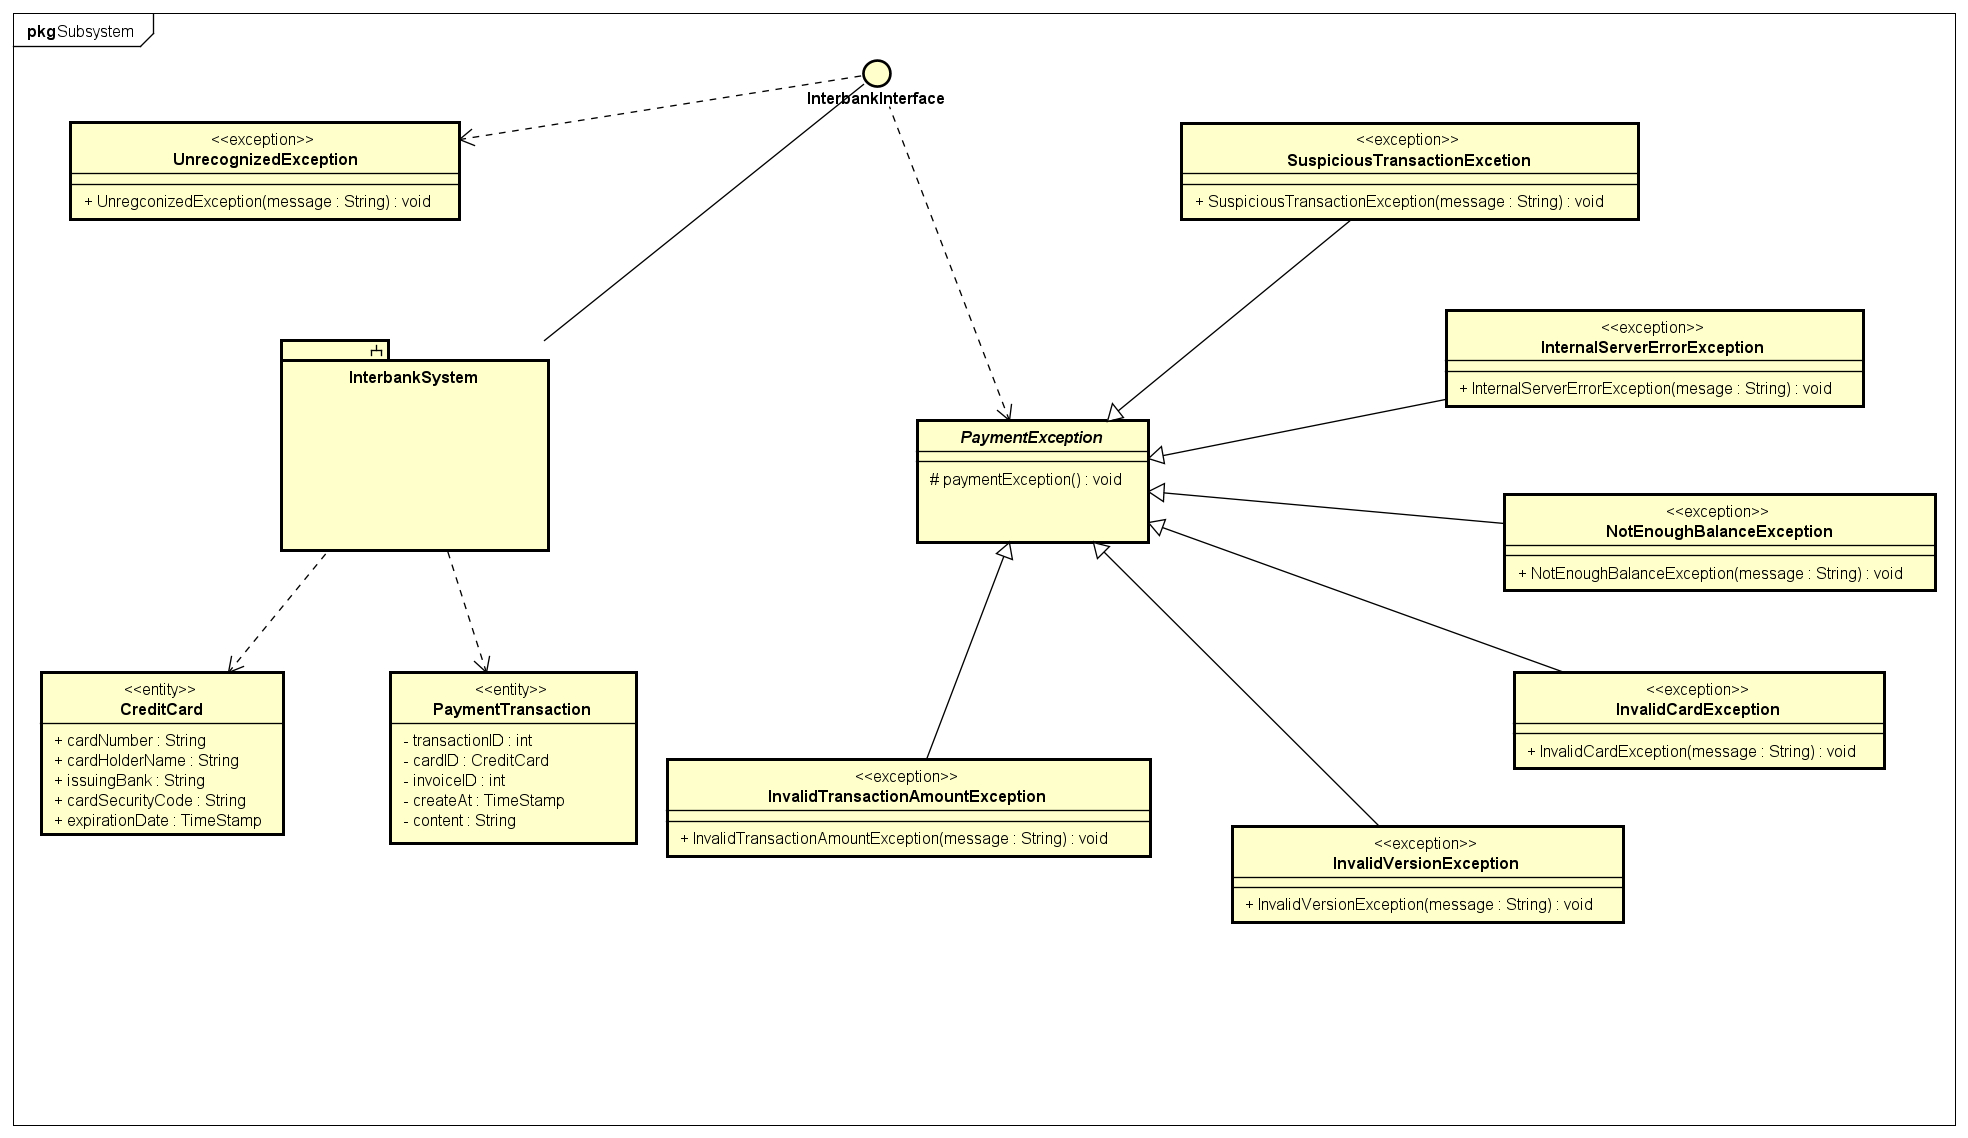 pkg Subsystem
InterbankInterface
<<exception>>
UnrecognizedException
+ UnregconizedException(message : String) : void
<<exception>>
SuspiciousTransactionExcetion
+ SuspiciousTransactionException(message : String) : void
InterbankSystem
<<exception>>
InternalServerErrorException
+ InternalServerErrorException(mesage : String) : void
PaymentException
# paymentException() : void
<<exception>>
NotEnoughBalanceException
+ NotEnoughBalanceException(message : String) : void
<<entity>>
CreditCard
+ cardNumber : String
+ cardHolderName : String
+ issuingBank : String
+ cardSecurityCode : String
+ expirationDate : TimeStamp
<<entity>>
PaymentTransaction
- transactionID : int
- cardID : CreditCard
- invoiceID : int
- createAt : TimeStamp
- content : String
<<exception>>
InvalidCardException
+ InvalidCardException(message : String) : void
<<exception>>
InvalidTransactionAmountException
+ InvalidTransactionAmountException(message : String) : void
<<exception>>
InvalidVersionException
+ InvalidVersionException(message : String) : void